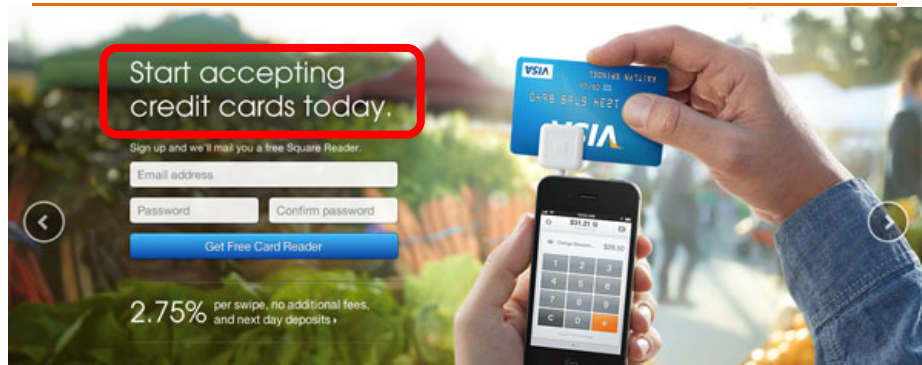 Start accepting
credit cards today.
Sign up and we'll mail you a free Square Reader.
Email address
Password
Confirm password
Get Free Card Reader
2.75% per swipe, no additional fees,
and next day deposits
VISA
VISA
$31.21
$28.50
1 2 3
4 5 6
7 8 9
C 0 +